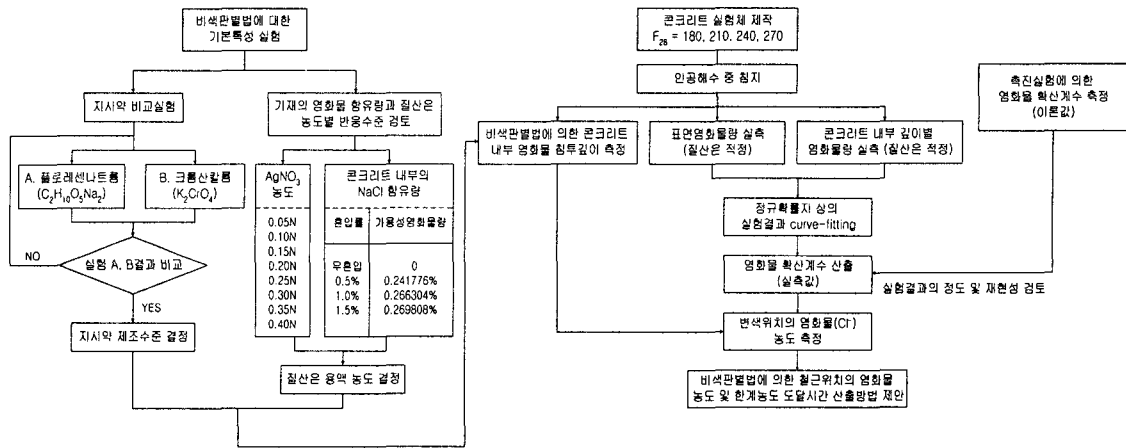 비색판별법에 대한
기본특성 실험
지시약 비교실험
기재의 염화물 함유량과 질산은
농도별 반응수준 검토
A. 플로레센나트륨
(C₂H₁₀O₅Na₂)
B. 크롬산칼륨
(K₂CrO₄)
실험 A, B결과 비교
NO
YES
지시약 제조수준 결정
AgNO₃
농도
0.05N
0.10N
0.15N
0.20N
0.25N
0.30N
0.35N
0.40N
콘크리트 내부의
NaCl 함유량
혼입률 가용성염화물량
무혼입 0
0.5% 0.241776%
1.0% 0.266304%
1.5% 0.269808%
질산은 용액 농도 결정
콘크리트 실험체 제작
F₂₈ = 180, 210, 240, 270
인공해수 중 침지
비색판별법에 의한 콘크리트
내부 염화물 침투깊이 측정
표면염화물량 실측
(질산은 적정)
콘크리트 내부 깊이별
염화물량 실측 (질산은 적정)
촉진실험에 의한
염화물 확산계수 측정
(이론값)
정규확률지 상의
실험결과 curve-fitting
염화물 확산계수 산출
(실측값)
실험결과의 정도 및 재현성 검토
변색위치의 염화물(Cl⁻)
농도 측정
비색판별법에 의한 철근위치의 염화물
농도 및 한계농도 도달시간 산출방법 제안